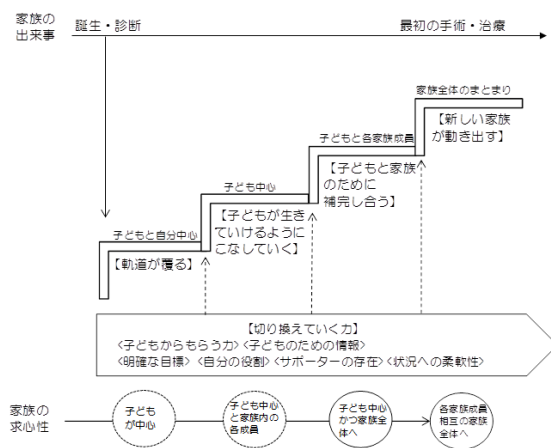 家族の
出来事
誕生・診断
最初の手術・治療
家族全体のまとまり
【新しい家族
が動き出す】
子どもと各家族成員
【子どもと家族
のために
補完し合う】
子ども中心
【子どもが生き
ていけるように
こなしていく】
子どもと自分中心
【軌道が覆る】
【切り換えていく力】
<子どもからもらう力> <子どものための情報>
<明確な目標> <自分の役割> <サポーターの存在> <状況への柔軟性>
家族の
求心性
子ども
が中心
子ども中心
と家族内の
各成員
子ども中心
かつ家族全
体へ
各家族成員
相互の家族
全体へ